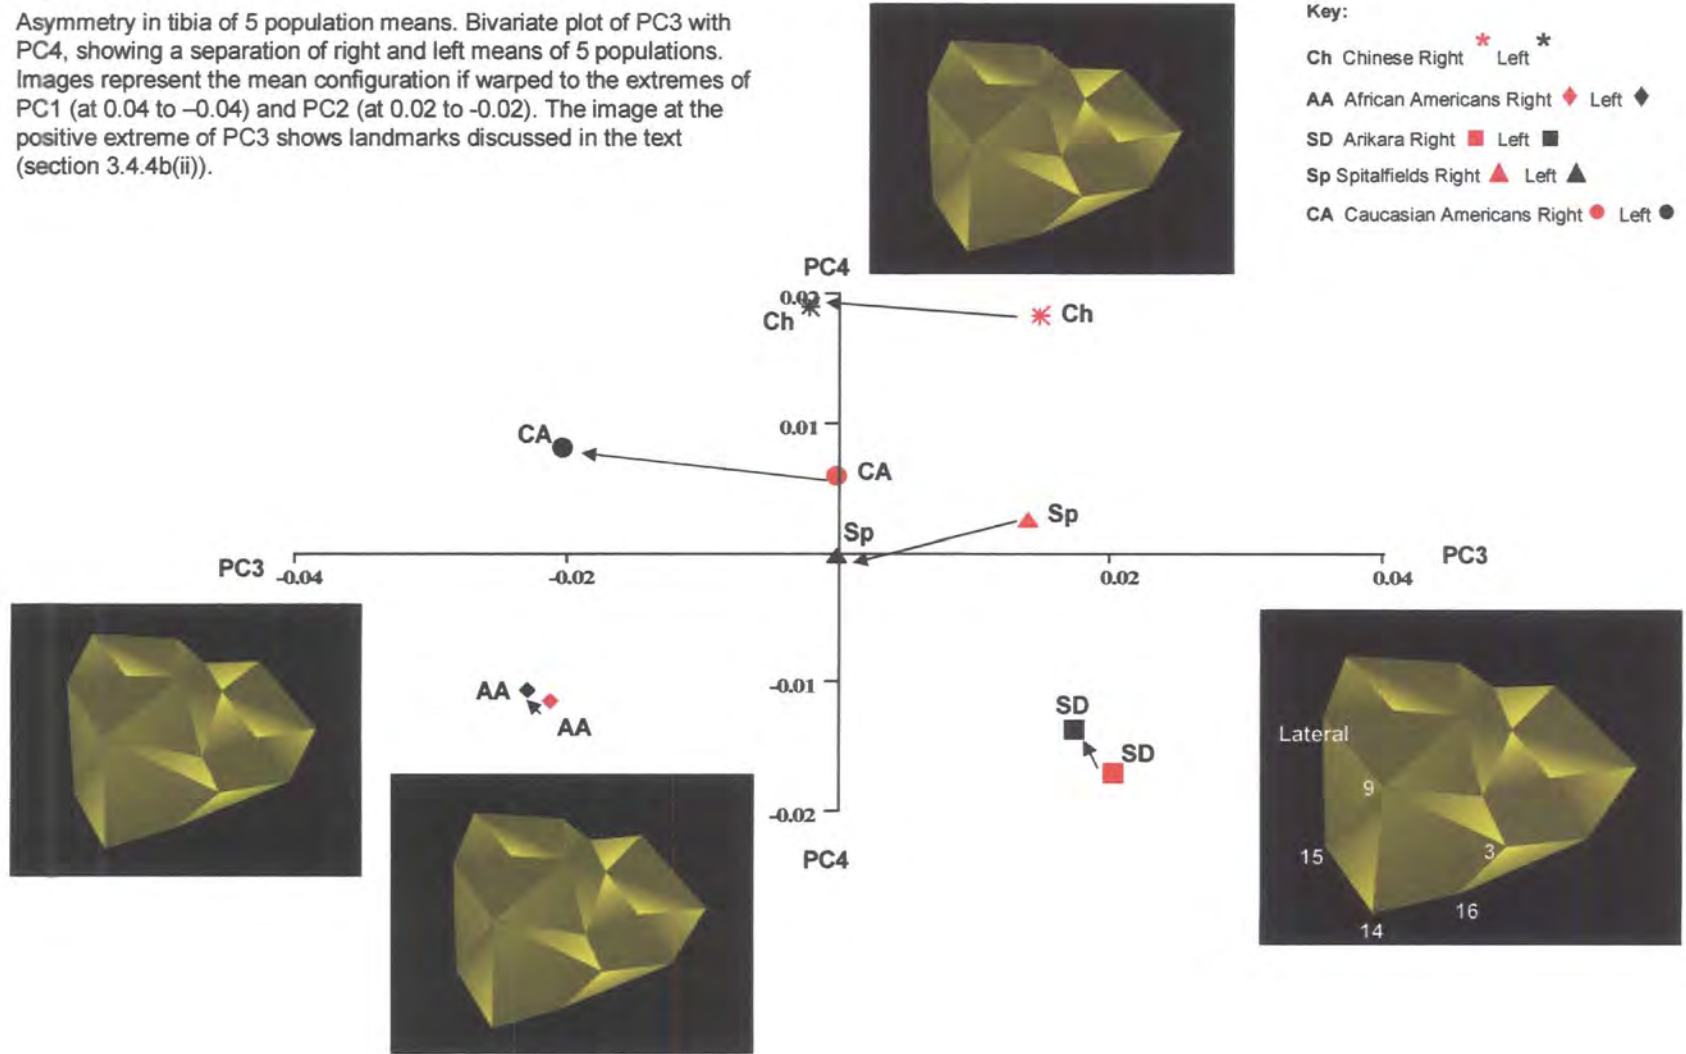 Asymmetry in tibia of 5 population means. Bivariate plot of PC3 with
PC4, showing a separation of right and left means of 5 populations.
Images represent the mean configuration if warped to the extremes of
PC1 (at 0.04 to –0.04) and PC2 (at 0.02 to -0.02). The image at the
positive extreme of PC3 shows landmarks discussed in the text
(section 3.4.4b(ii)).
Key:
Ch Chinese Right * Left *
AA African Americans Right ♦ Left ♦
SD Arikara Right ■ Left ■
Sp Spitalfields Right ▲ Left ▲
CA Caucasian Americans Right ● Left ●
PC4
0.02
Ch
Ch
0.01
CA
CA
Sp
Sp
PC3
-0.04
-0.02
0.02
0.04
PC3
-0.01
AA
AA
SD
SD
-0.02
PC4
Lateral
9
15
3
16
14